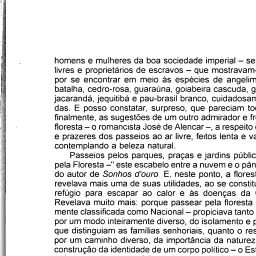 homens e mulheres da boa sociedade imperial – se
livres e proprietários de escravos – que mostravam-
por se encontrar em meio às espécies de angelim
batalha, cedro-rosa, guaraúna, goiabeira cascuda, g
jacarandá, jequitibá e pau-brasil branco, cuidadosam
das. E posso constatar, surpreso, que pareciam to
finalmente, as sugestões de um outro admirador e fr
floresta – o romancista José de Alencar –, a respeito
e prazeres dos passeios ao ar livre, feitos lenta e va
contemplando a beleza natural.
Passeios pelos parques, praças e jardins públic
pela Floresta –" este escabelo entre a nuvem e o pân
do autor de Sonhos d'ouro. E, neste ponto, a florest
revelava mais uma de suas utilidades, ao se constitu
refúgio para escapar ao calor e às doenças da
Revelava muito mais: porque passear pela floresta
mente classificada como Nacional – propiciava tanto
por um modo inteiramente diverso, do isolamento e p
que distinguiam as famílias senhoriais, quanto o res
por um caminho diverso, da importância da naturez
construção da identidade de um corpo político – o Est